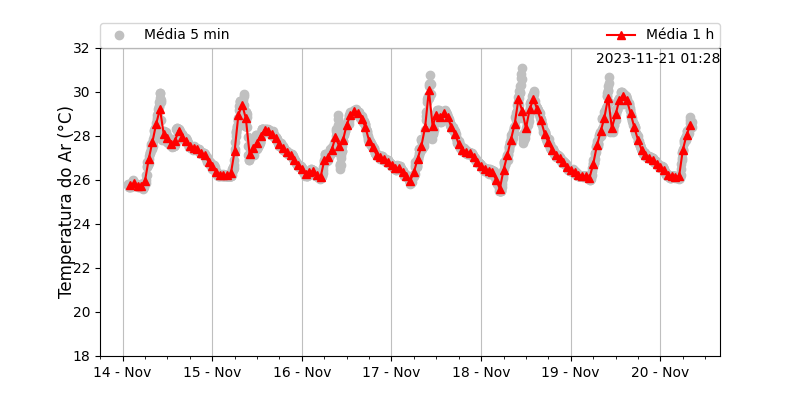 Média 5 min
Média 1 h
2023-11-21 01:28
Temperatura do Ar (°C)
32
30
28
26
24
22
20
18
14 - Nov
15 - Nov
16 - Nov
17 - Nov
18 - Nov
19 - Nov
20 - Nov